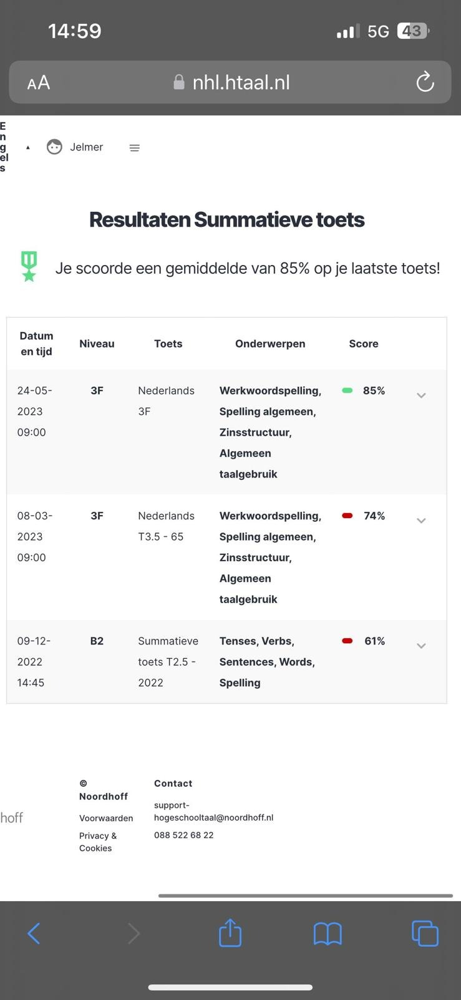 14:59
5G
43
AA
nhl.htaal.nl
E
n
g
el
s
Jelmer
Resultaten Summatieve toets
Je scoorde een gemiddelde van 85% op je laatste toets!
Datum
en tijd
Niveau
Toets
Onderwerpen
Score
24-05-
2023
09:00
3F
Nederlands
3F
Werkwoordspelling,
Spelling algemeen,
Zinsstructuur,
Algemeen
taalgebruik
85%
08-03-
2023
09:00
3F
Nederlands
T3.5 - 65
Werkwoordspelling,
Spelling algemeen,
Zinsstructuur,
Algemeen
taalgebruik
74%
09-12-
2022
14:45
B2
Summatieve
toets T2.5 -
2022
Tenses, Verbs,
Sentences, Words,
Spelling
61%
hoff
©
Noordhoff
Voorwaarden
Privacy &
Cookies
Contact
support-
hogeschooltaal@noordhoff.nl
088 522 68 22